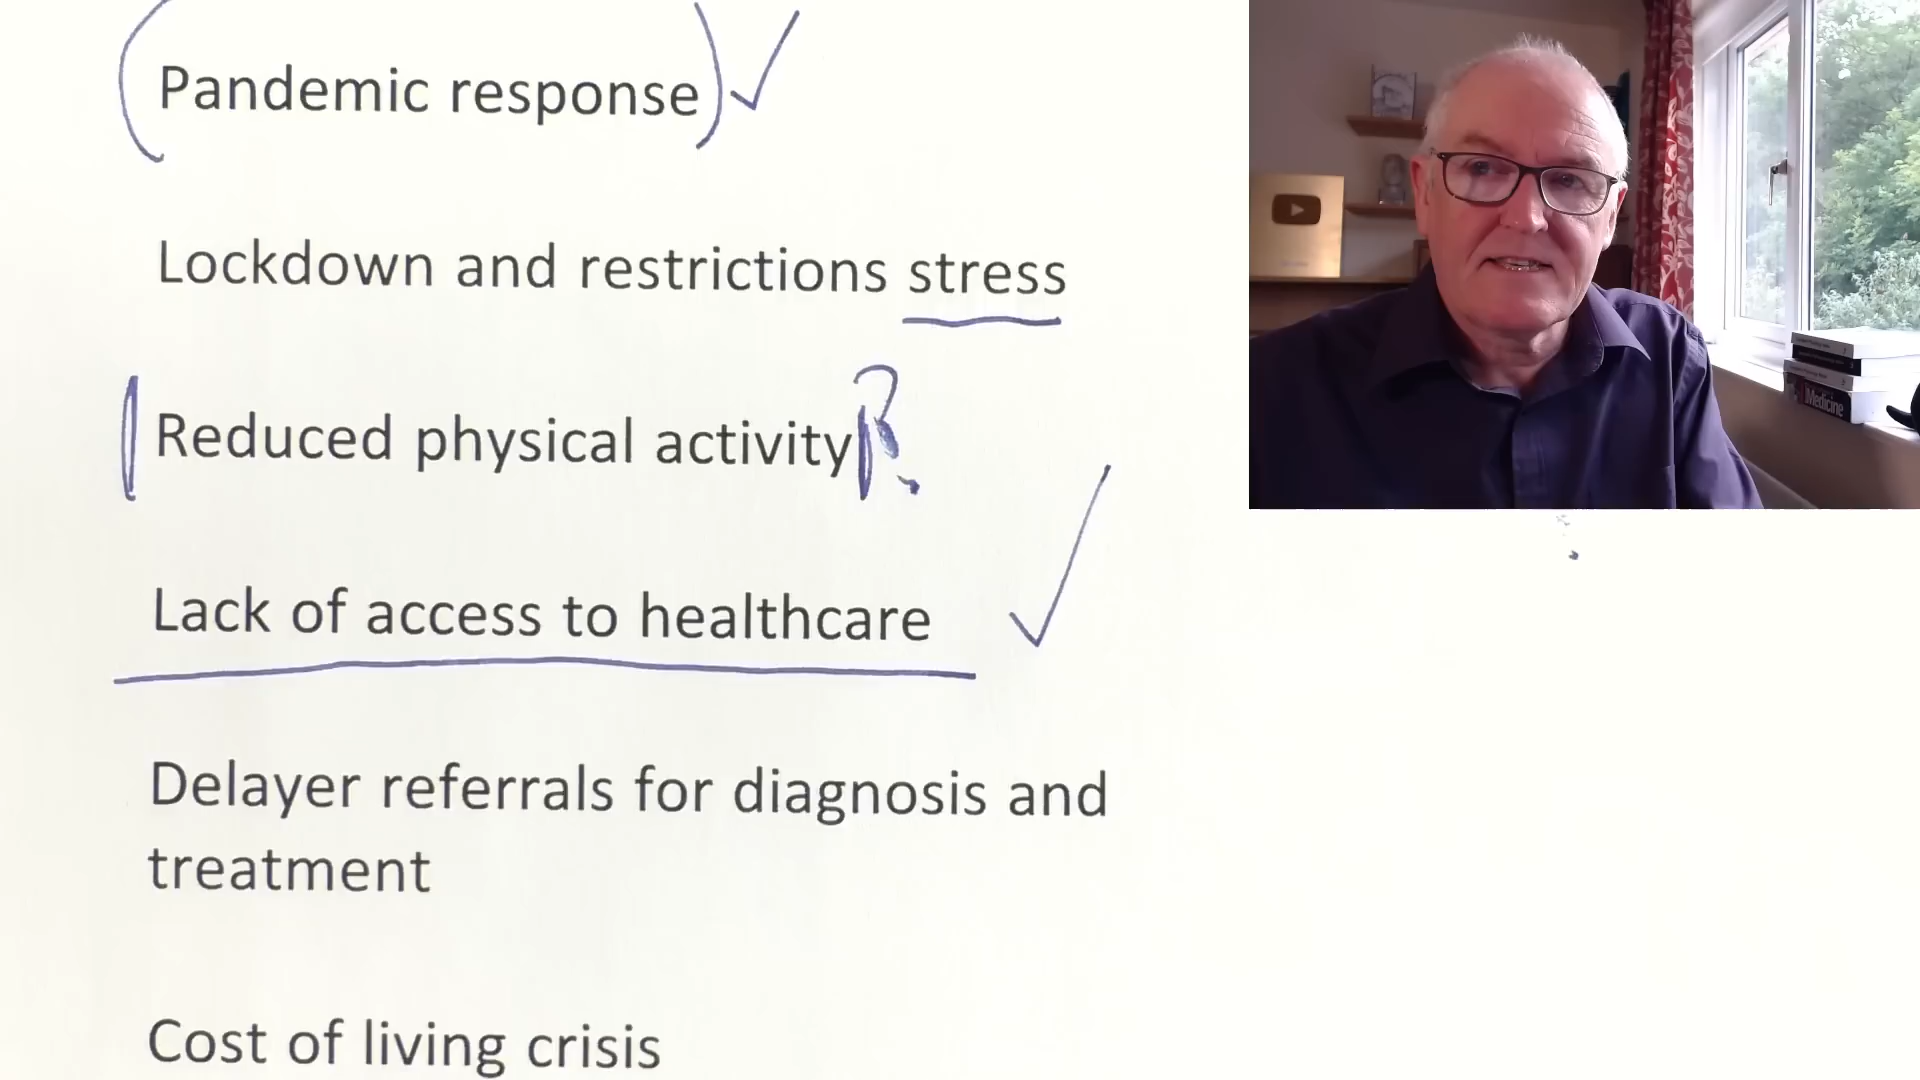 Pandemic response
Lockdown and restrictions stress
Reduced physical activity
Lack of access to healthcare
Delayer referrals for diagnosis and
treatment
Cost of living crisis
Medicine